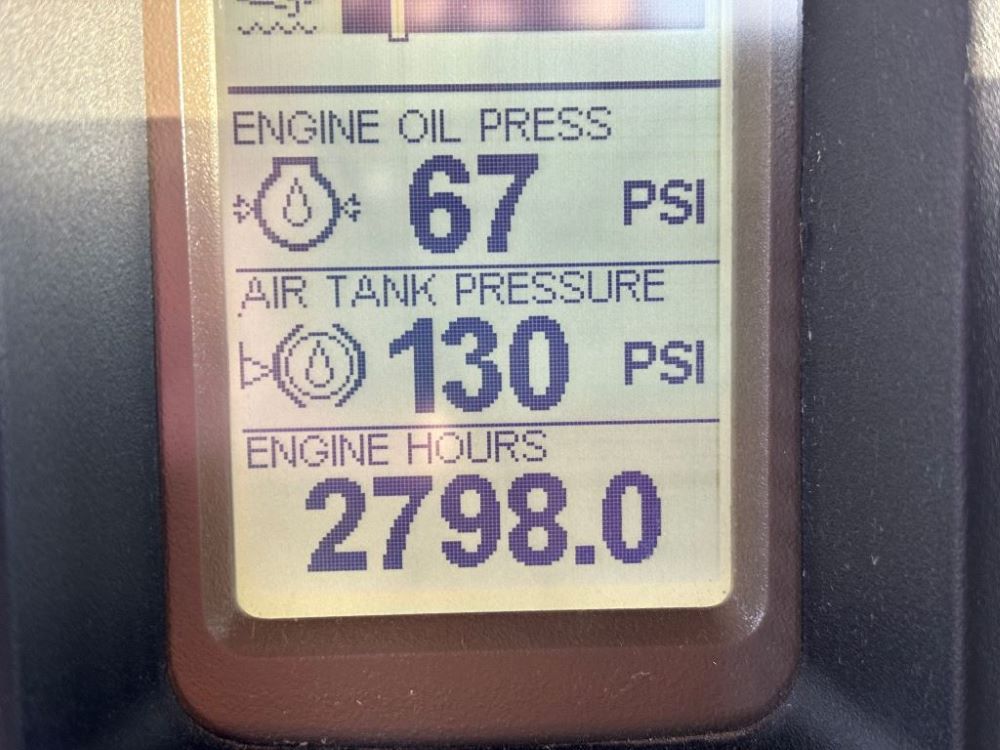 ENGINE OIL PRESS
67 PSI
AIR TANK PRESSURE
130 PSI
ENGINE HOURS
2798.0